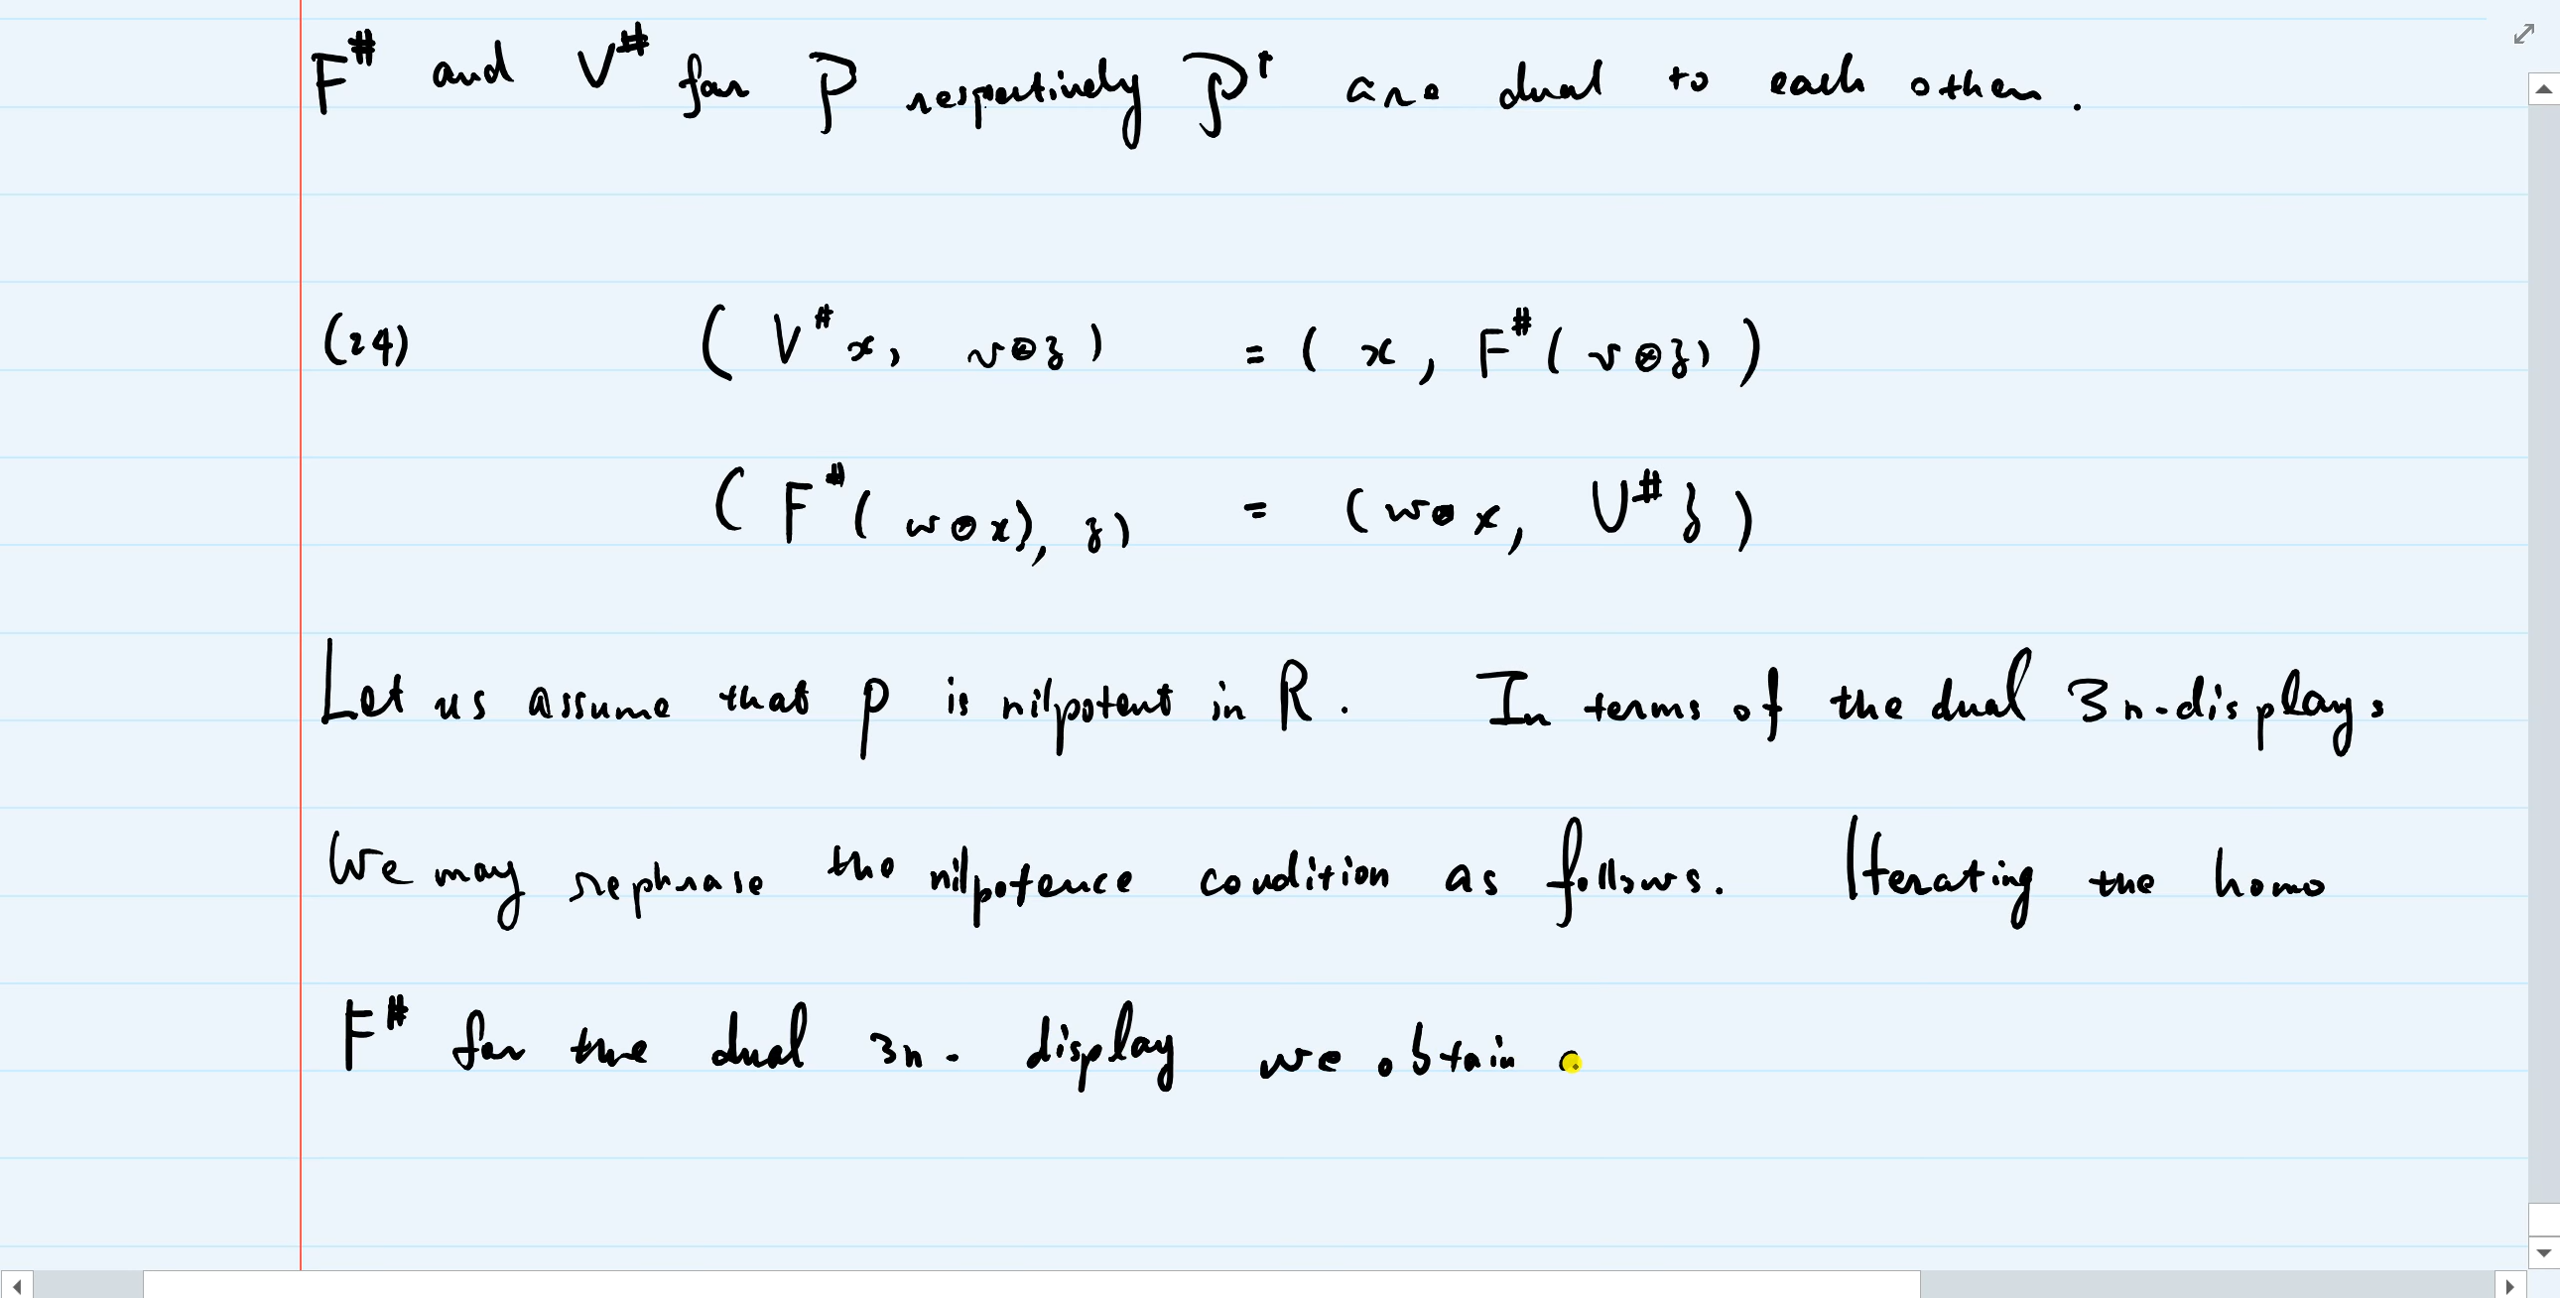 F^# and V^# for P respectively P^t are dual to each other.
(24) ( V^# x, v⊗z ) = ( x, F^#( v⊗z ) )
( F^#( w⊗x ), z ) = ( w⊗x, V^# z )
Let us assume that p is nilpotent in R. In terms of the dual 3n-display.
We may rephrase the nilpotence condition as follows. Iterating the homo
F^# for the dual 3n- display we obtain